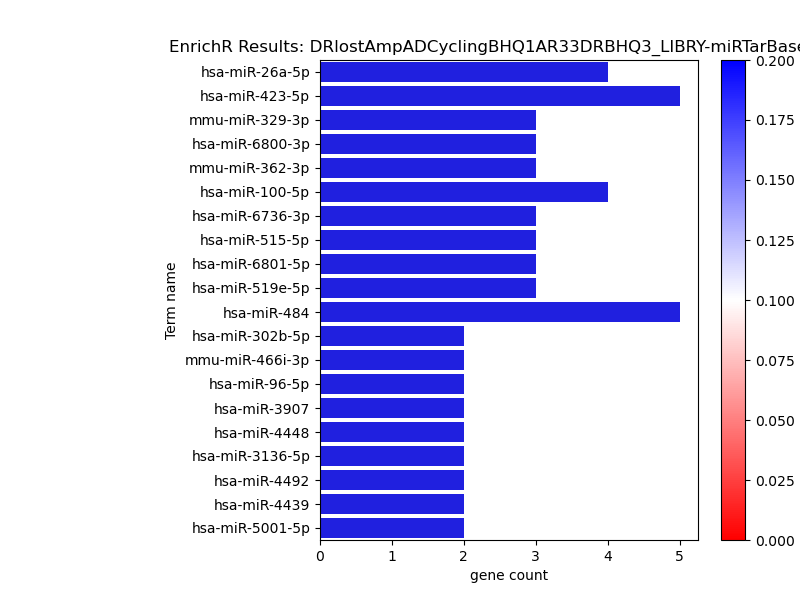 EnrichR Results: DRlostAmpADCyclingBHQ1AR33DRBHQ3_LIBRY-miRTarBase
hsa-miR-26a-5p
hsa-miR-423-5p
mmu-miR-329-3p
hsa-miR-6800-3p
mmu-miR-362-3p
hsa-miR-100-5p
hsa-miR-6736-3p
hsa-miR-515-5p
hsa-miR-6801-5p
hsa-miR-519e-5p
hsa-miR-484
hsa-miR-302b-5p
mmu-miR-466i-3p
hsa-miR-96-5p
hsa-miR-3907
hsa-miR-4448
hsa-miR-3136-5p
hsa-miR-4492
hsa-miR-4439
hsa-miR-5001-5p
Term name
0 1 2 3 4 5
gene count
0.200
0.175
0.150
0.125
0.100
0.075
0.050
0.025
0.000